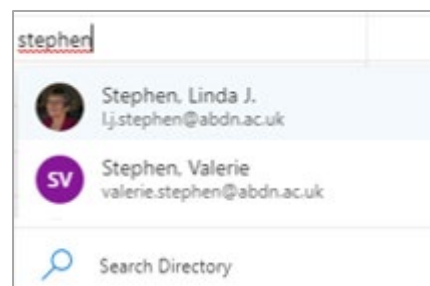 stephen
Stephen, Linda J.
l.j.stephen@abdn.ac.uk
SV
Stephen, Valerie
valerie.stephen@abdn.ac.uk
Search Directory